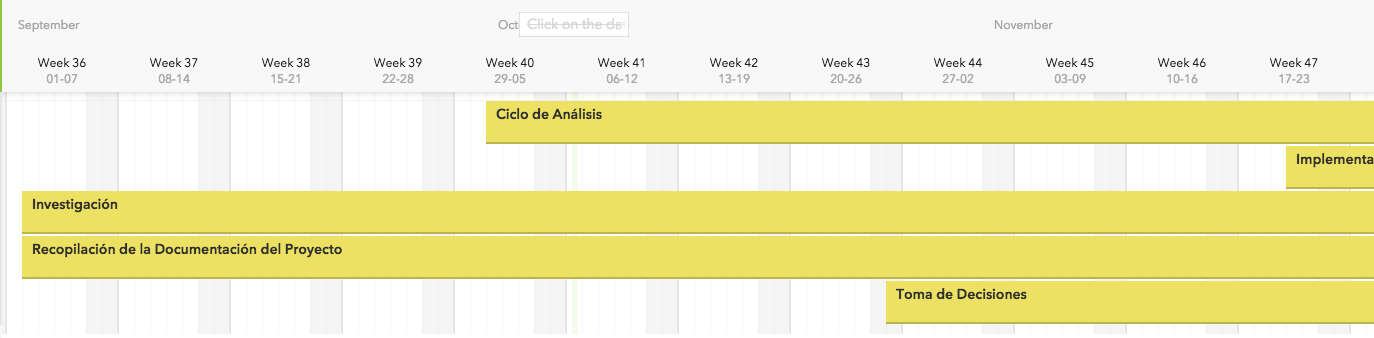 September Oct Click on the da November
Week 36 Week 37 Week 38 Week 39 Week 40 Week 41 Week 42 Week 43 Week 44 Week 45 Week 46 Week 47
01-07 08-14 15-21 22-28 29-05 06-12 13-19 20-26 27-02 03-09 10-16 17-23
Ciclo de Análisis
Implementa
Investigación
Recopilación de la Documentación del Proyecto
Toma de Decisiones